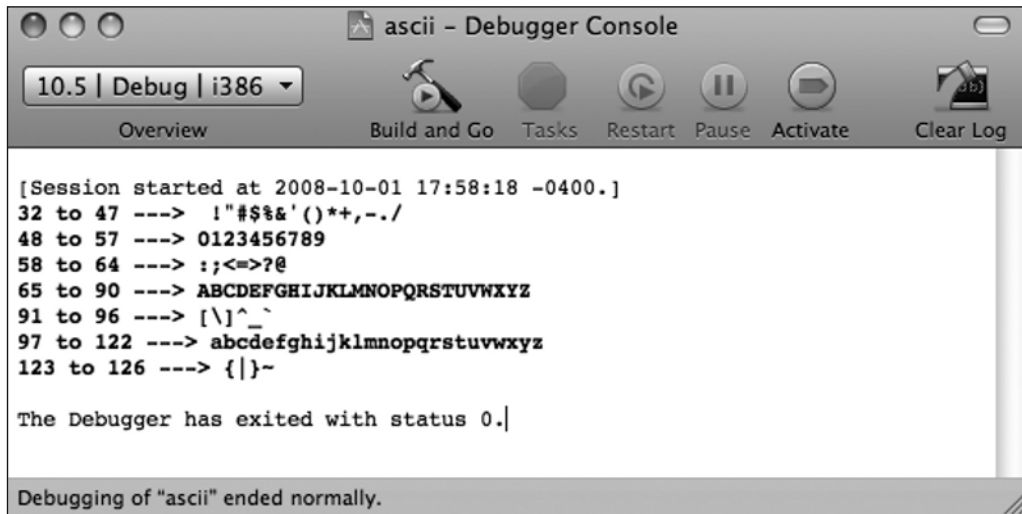 ascii – Debugger Console
10.5 | Debug | i386
Overview
Build and Go
Tasks
Restart
Pause
Activate
Clear Log
[Session started at 2008-10-01 17:58:18 -0400.]
32 to 47 --->  !"#$%&'()*+,-./
48 to 57 ---> 0123456789
58 to 64 ---> :;<=>?@
65 to 90 ---> ABCDEFGHIJKLMNOPQRSTUVWXYZ
91 to 96 ---> [\]^_`
97 to 122 ---> abcdefghijklmnopqrstuvwxyz
123 to 126 ---> {|}~
The Debugger has exited with status 0.
Debugging of “ascii” ended normally.